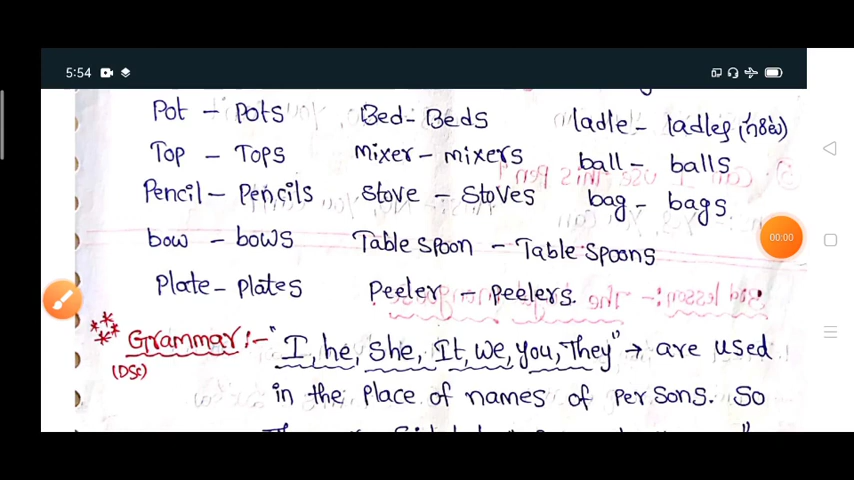 5:54
Pot - Pots Bed - Beds ladle - ladles (గరిటె)
Top - Tops mixer - mixers ball - balls
Pencil - Pencils stove - stoves bag - bags
bow - bows Table spoon - Table spoons
Plate - plates Peeler - Peelers.
00:00
Grammar :- "I, he, She, It, we, you, They" → are used
(DSC)
in the place of names of persons. So